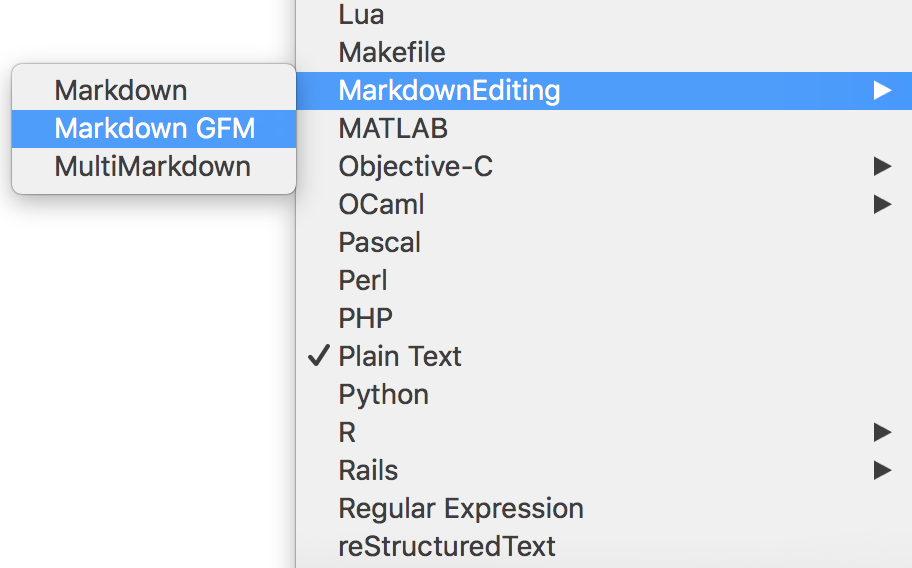 Lua
Makefile
MarkdownEditing
Markdown
Markdown GFM
MultiMarkdown
MATLAB
Objective-C
OCaml
Pascal
Perl
PHP
Plain Text
Python
R
Rails
Regular Expression
reStructuredText